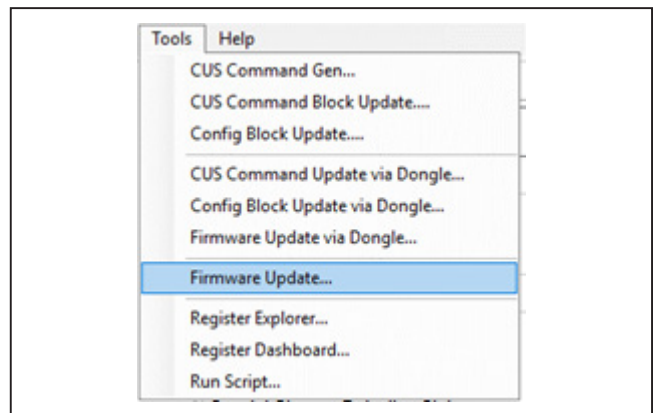 Tools Help
CUS Command Gen...
CUS Command Block Update....
Config Block Update....
CUS Command Update via Dongle...
Config Block Update via Dongle...
Firmware Update via Dongle...
Firmware Update...
Register Explorer...
Register Dashboard...
Run Script...